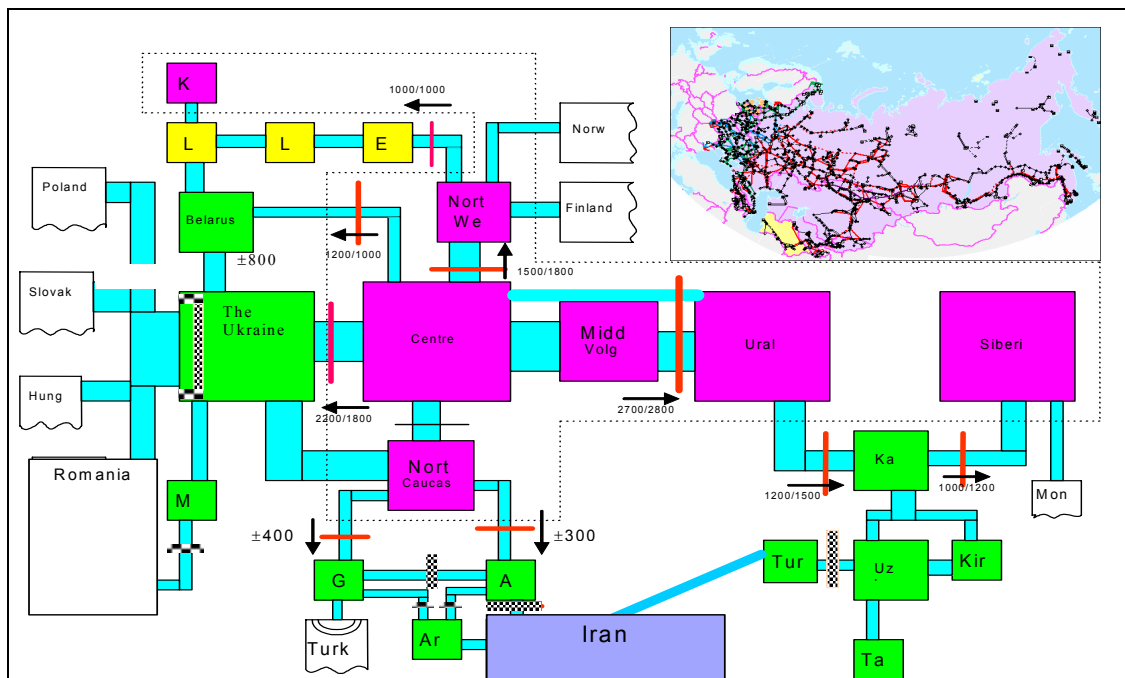 K
1000/1000
Norw
L
L
E
Poland
Belarus
Nort
We
Finland
1200/1000
±800
1500/1800
Slovak
The
Ukraine
Centre
Midd
Volg
Ural
Siberi
Hung
2200/1800
2700/2800
Romania
Nort
Caucas
Ka
1200/1500
1000/1200
M
Mon
±400
±300
G
A
Tur
Uz
Kir
Turk
Ar
Iran
Ta